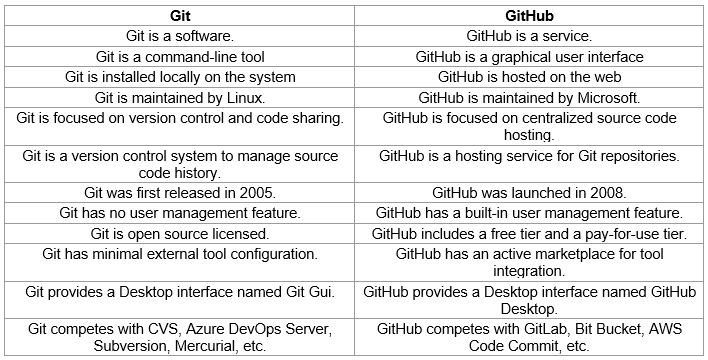 Git GitHub
Git is a software. GitHub is a service.
Git is a command-line tool GitHub is a graphical user interface
Git is installed locally on the system GitHub is hosted on the web
Git is maintained by Linux. GitHub is maintained by Microsoft.
Git is focused on version control and code sharing. GitHub is focused on centralized source code
hosting.
Git is a version control system to manage source GitHub is a hosting service for Git repositories.
code history.
Git was first released in 2005. GitHub was launched in 2008.
Git has no user management feature. GitHub has a built-in user management feature.
Git is open source licensed. GitHub includes a free tier and a pay-for-use tier.
Git has minimal external tool configuration. GitHub has an active marketplace for tool
integration.
Git provides a Desktop interface named Git Gui. GitHub provides a Desktop interface named GitHub
Desktop.
Git competes with CVS, Azure DevOps Server, GitHub competes with GitLab, Bit Bucket, AWS
Subversion, Mercurial, etc. Code Commit, etc.